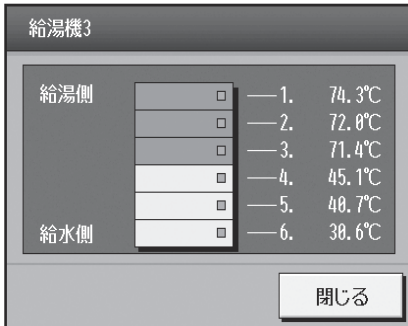 給湯機3
給湯側 1. 74.3℃
2. 72.0℃
3. 71.4℃
4. 45.1℃
5. 40.7℃
給水側 6. 30.6℃
閉じる